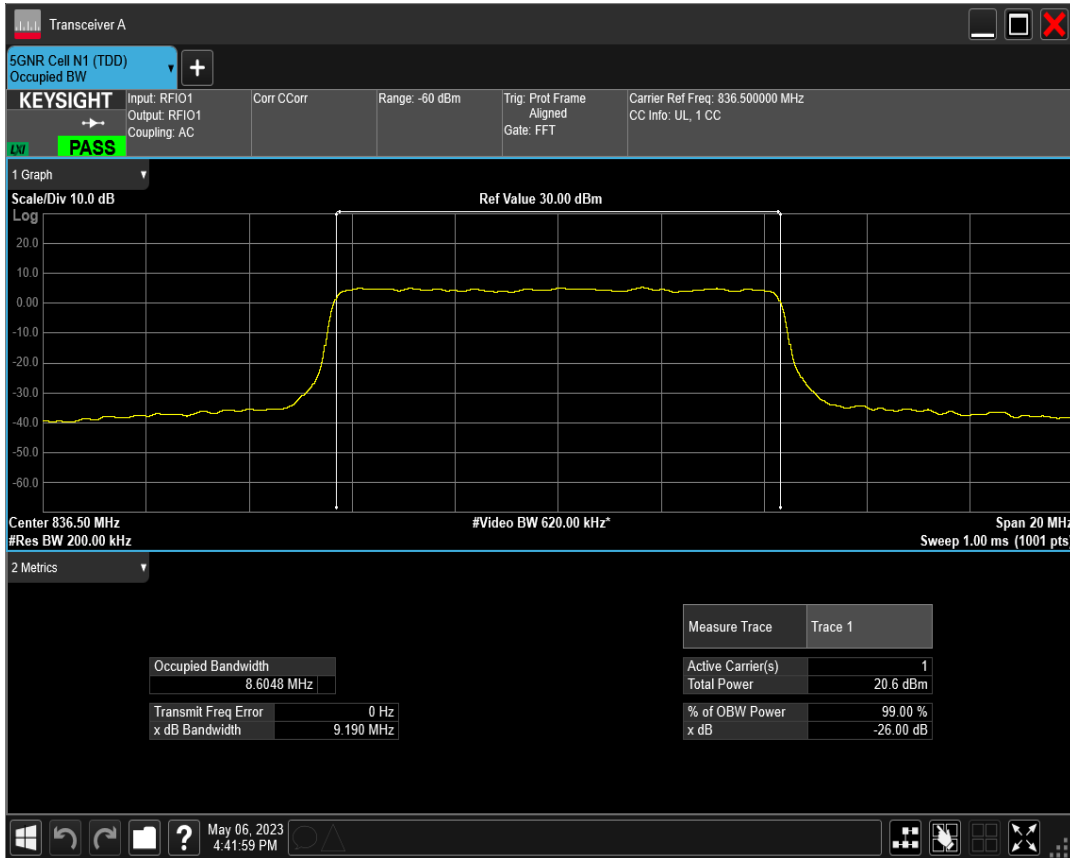 Transceiver A
5GNR Cell N1 (TDD)
Occupied BW
+
KEYSIGHT
LXI
PASS
Input: RFIO1
Output: RFIO1
Coupling: AC
Corr CCorr
Range: -60 dBm
Trig: Prot Frame
Aligned
Gate: FFT
Carrier Ref Freq: 836.500000 MHz
CC Info: UL, 1 CC
1 Graph
Scale/Div 10.0 dB
Ref Value 30.00 dBm
Log
20.0
10.0
0.00
-10.0
-20.0
-30.0
-40.0
-50.0
-60.0
Center 836.50 MHz
#Video BW 620.00 kHz*
Span 20 MHz
#Res BW 200.00 kHz
Sweep 1.00 ms (1001 pts)
2 Metrics
Measure Trace Trace 1
Occupied Bandwidth
8.6048 MHz
Active Carrier(s) 1
Total Power 20.6 dBm
Transmit Freq Error 0 Hz
x dB Bandwidth 9.190 MHz
% of OBW Power 99.00 %
x dB -26.00 dB
?
May 06, 2023
4:41:59 PM